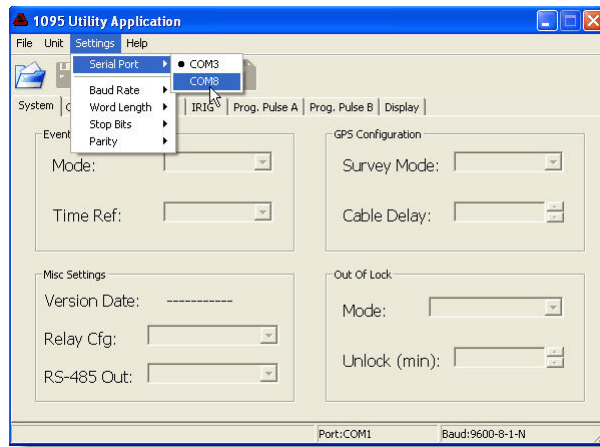 1095 Utility Application
File Unit Settings Help
Serial Port COM3
COM8
Baud Rate
Word Length
Stop Bits
Parity
System IRIG Prog. Pulse A Prog. Pulse B Display
Event GPS Configuration
Mode: Survey Mode:
Time Ref: Cable Delay:
Misc Settings Out Of Lock
Version Date: -----------
Mode:
Relay Cfg:
Unlock (min):
RS-485 Out:
Port:COM1 Baud:9600-8-1-N